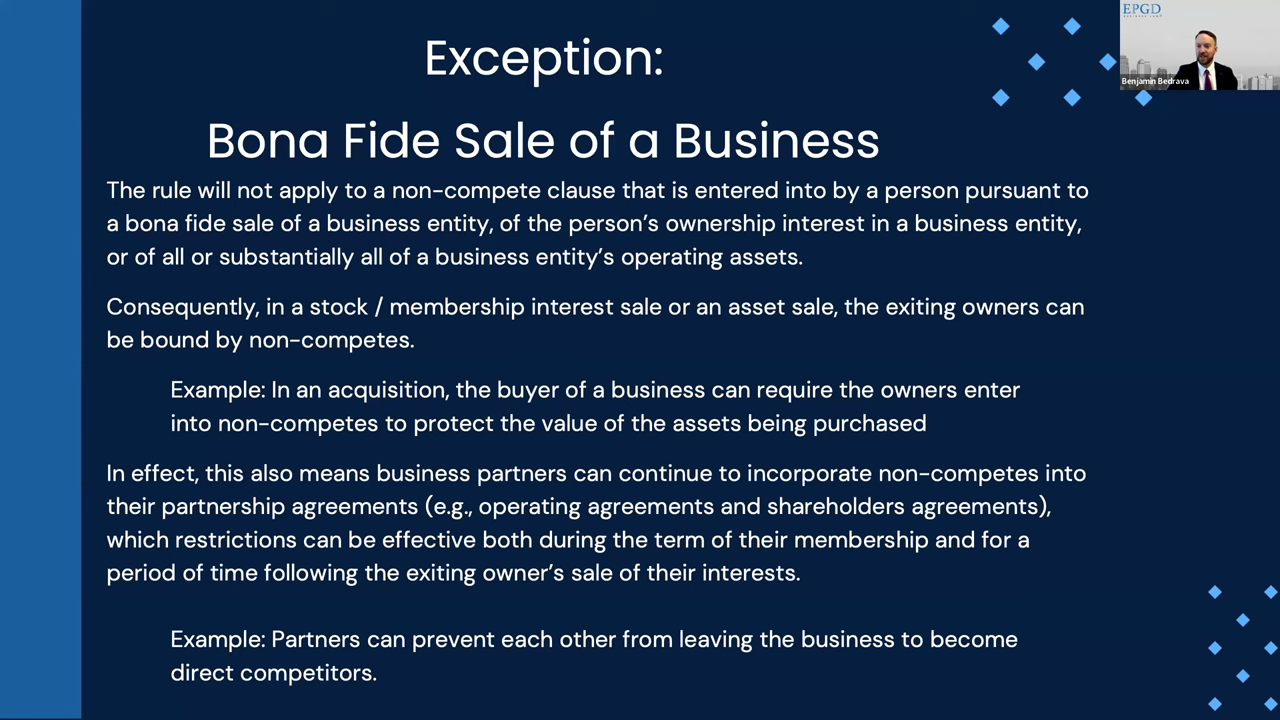 Exception:
Bona Fide Sale of a Business
The rule will not apply to a non-compete clause that is entered into by a person pursuant to
a bona fide sale of a business entity, of the person's ownership interest in a business entity,
or of all or substantially all of a business entity's operating assets.
Consequently, in a stock / membership interest sale or an asset sale, the exiting owners can
be bound by non-competes.
Example: In an acquisition, the buyer of a business can require the owners enter
into non-competes to protect the value of the assets being purchased
In effect, this also means business partners can continue to incorporate non-competes into
their partnership agreements (e.g., operating agreements and shareholders agreements),
which restrictions can be effective both during the term of their membership and for a
period of time following the exiting owner's sale of their interests.
Example: Partners can prevent each other from leaving the business to become
direct competitors.
EPGD
BUSINESS LAW
Benjamin Bedrava